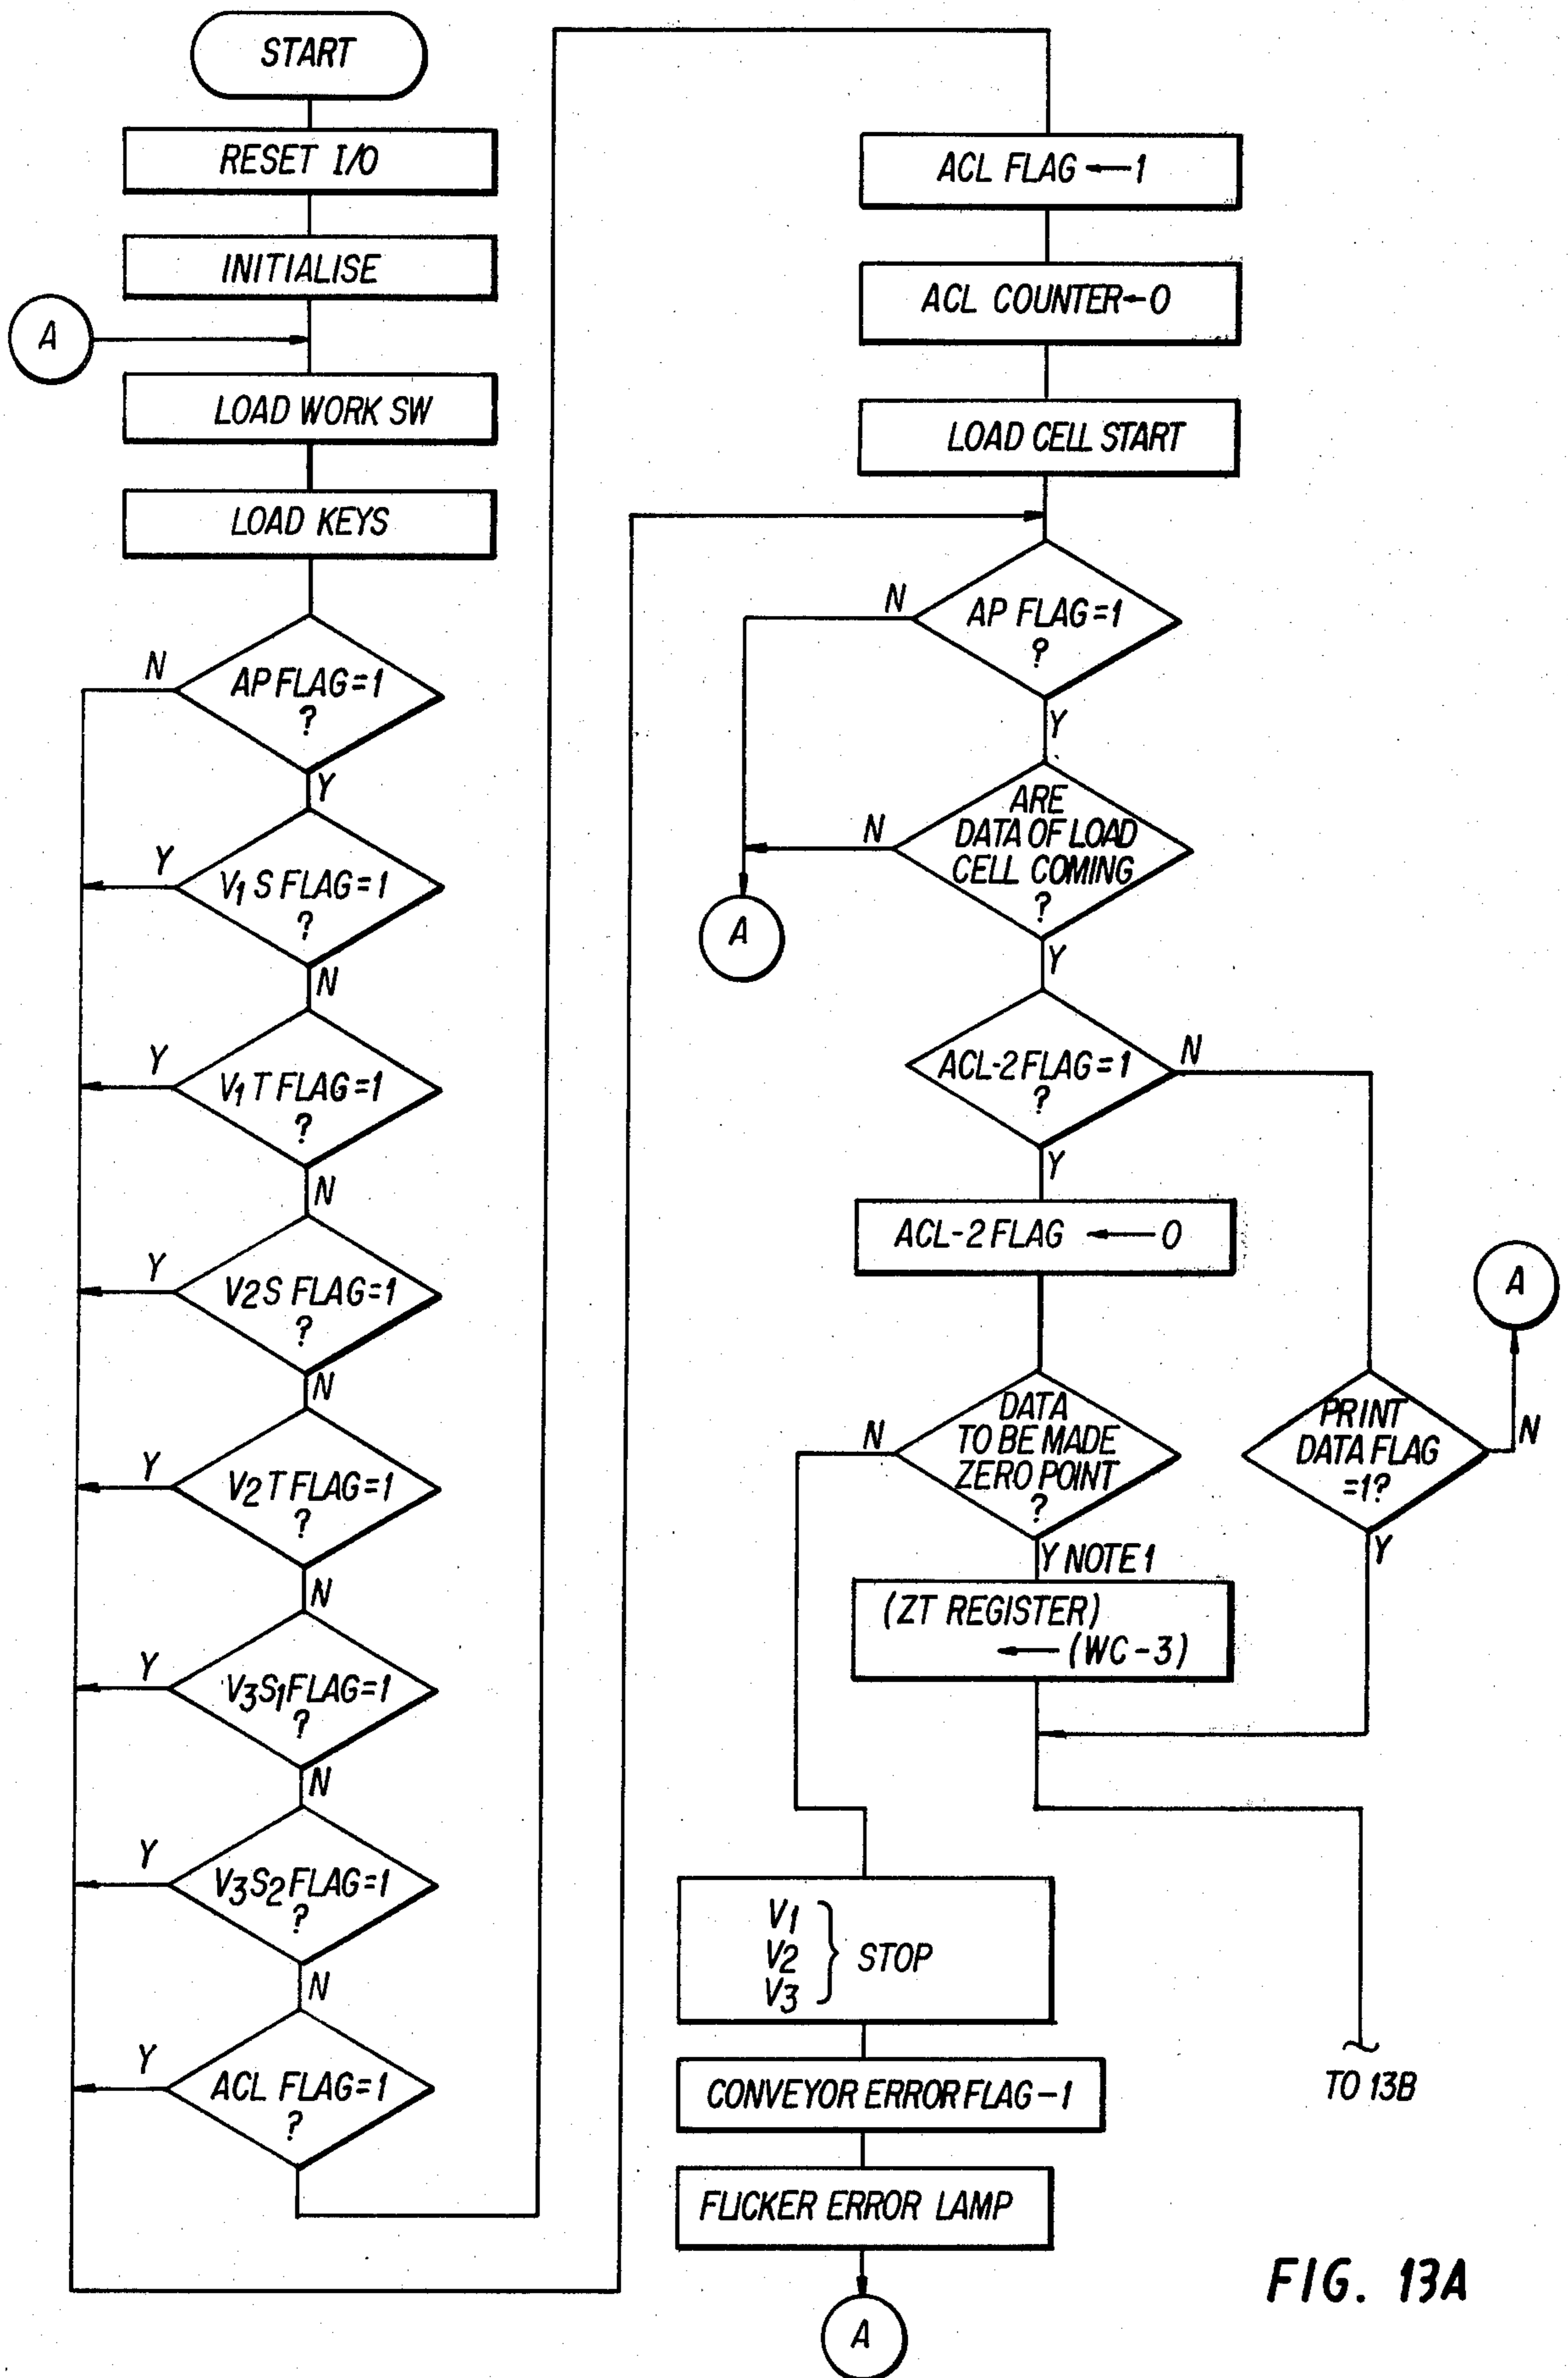 START
RESET I/O
INITIALISE
A
LOAD WORK SW
LOAD KEYS
AP FLAG=1
?
N
Y
V1 S FLAG=1
?
Y
N
V1 T FLAG=1
?
Y
N
V2S FLAG=1
?
Y
N
V2T FLAG=1
?
Y
N
V3S1 FLAG=1
?
Y
N
V3S2 FLAG=1
?
Y
N
ACL FLAG=1
?
Y
ACL FLAG ← 1
ACL COUNTER ← 0
LOAD CELL START
AP FLAG=1
?
N
Y
ARE
DATA OF LOAD
CELL COMING
?
N
A
Y
ACL-2 FLAG=1
?
N
Y
ACL-2 FLAG ← 0
A
DATA
TO BE MADE
ZERO POINT
?
N
PRINT
DATA FLAG
=1?
N
Y
Y NOTE1
(ZT REGISTER)
← (WC-3)
V1
V2 } STOP
V3
TO 13B
CONVEYOR ERROR FLAG-1
FLICKER ERROR LAMP
A
FIG. 13A